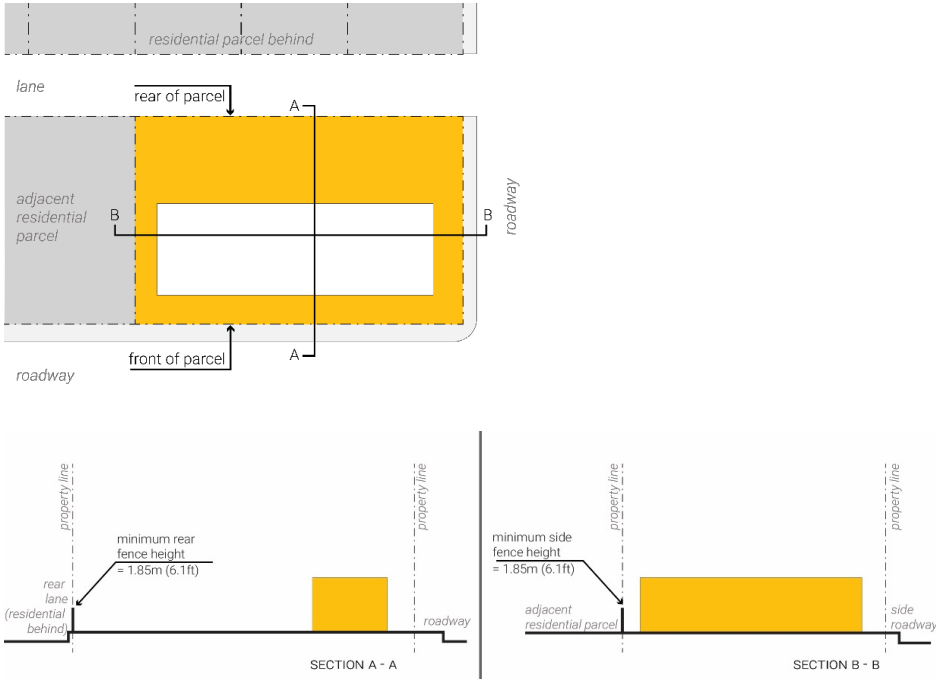 residential parcel behind
lane
rear of parcel
A
adjacent
residential
parcel
B
B
roadway
A
front of parcel
roadway
property line
property line
minimum rear
fence height
= 1.85m (6.1ft)
rear
lane
(residential
behind)
roadway
SECTION A - A
property line
property line
minimum side
fence height
= 1.85m (6.1ft)
adjacent
residential parcel
side
roadway
SECTION B - B